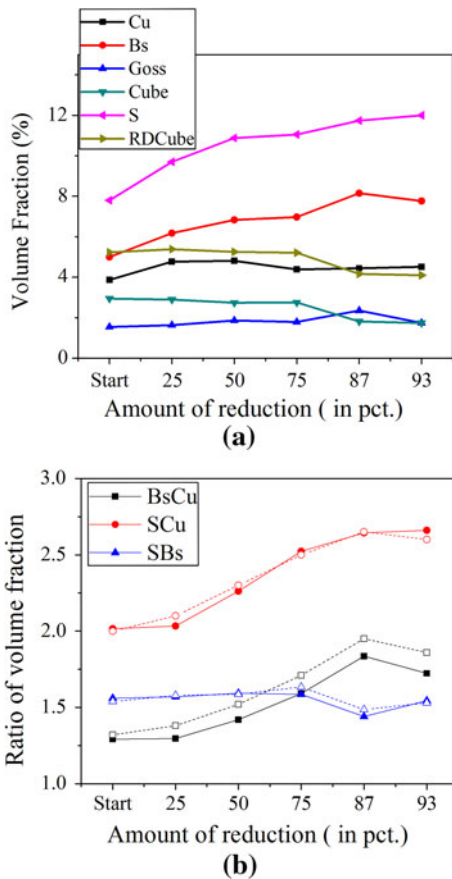 Cu
Bs
Goss
Cube
S
RDCube
Volume Fraction (%)
12
8
4
0
Start 25 50 75 87 93
Amount of reduction ( in pct.)
(a)
BsCu
SCu
SBs
Ratio of volume fraction
3.0
2.5
2.0
1.5
1.0
Start 25 50 75 87 93
Amount of reduction ( in pct.)
(b)